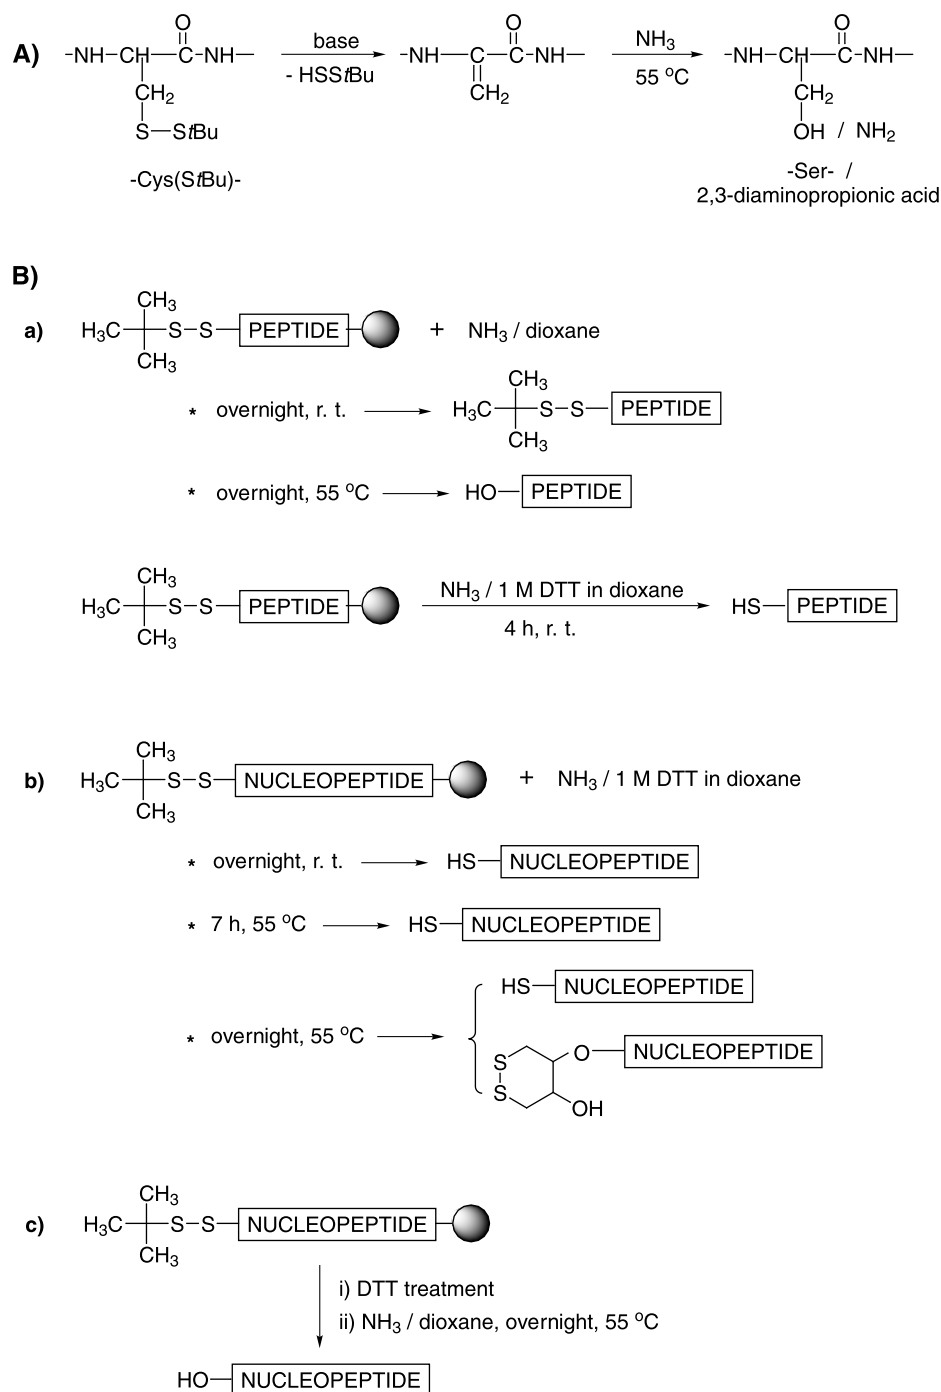 A) -NH-CH-C-NH- base -NH-C-C-NH- NH3 -NH-CH-C-NH-
O O O
- HSStBu 55 °C
CH2 CH2 CH2
S-StBu OH / NH2
-Cys(StBu)- -Ser- /
2,3-diaminopropionic acid
B)
CH3
a) H3C S-S PEPTIDE + NH3 / dioxane
CH3
CH3
* overnight, r. t. H3C S-S PEPTIDE
CH3
* overnight, 55 °C HO PEPTIDE
CH3
H3C S-S PEPTIDE NH3 / 1 M DTT in dioxane HS PEPTIDE
CH3 4 h, r. t.
CH3
b) H3C S-S NUCLEOPEPTIDE + NH3 / 1 M DTT in dioxane
CH3
* overnight, r. t. HS NUCLEOPEPTIDE
* 7 h, 55 °C HS NUCLEOPEPTIDE
HS NUCLEOPEPTIDE
* overnight, 55 °C
S O NUCLEOPEPTIDE
S OH
CH3
c) H3C S-S NUCLEOPEPTIDE
CH3
i) DTT treatment
ii) NH3 / dioxane, overnight, 55 °C
HO NUCLEOPEPTIDE